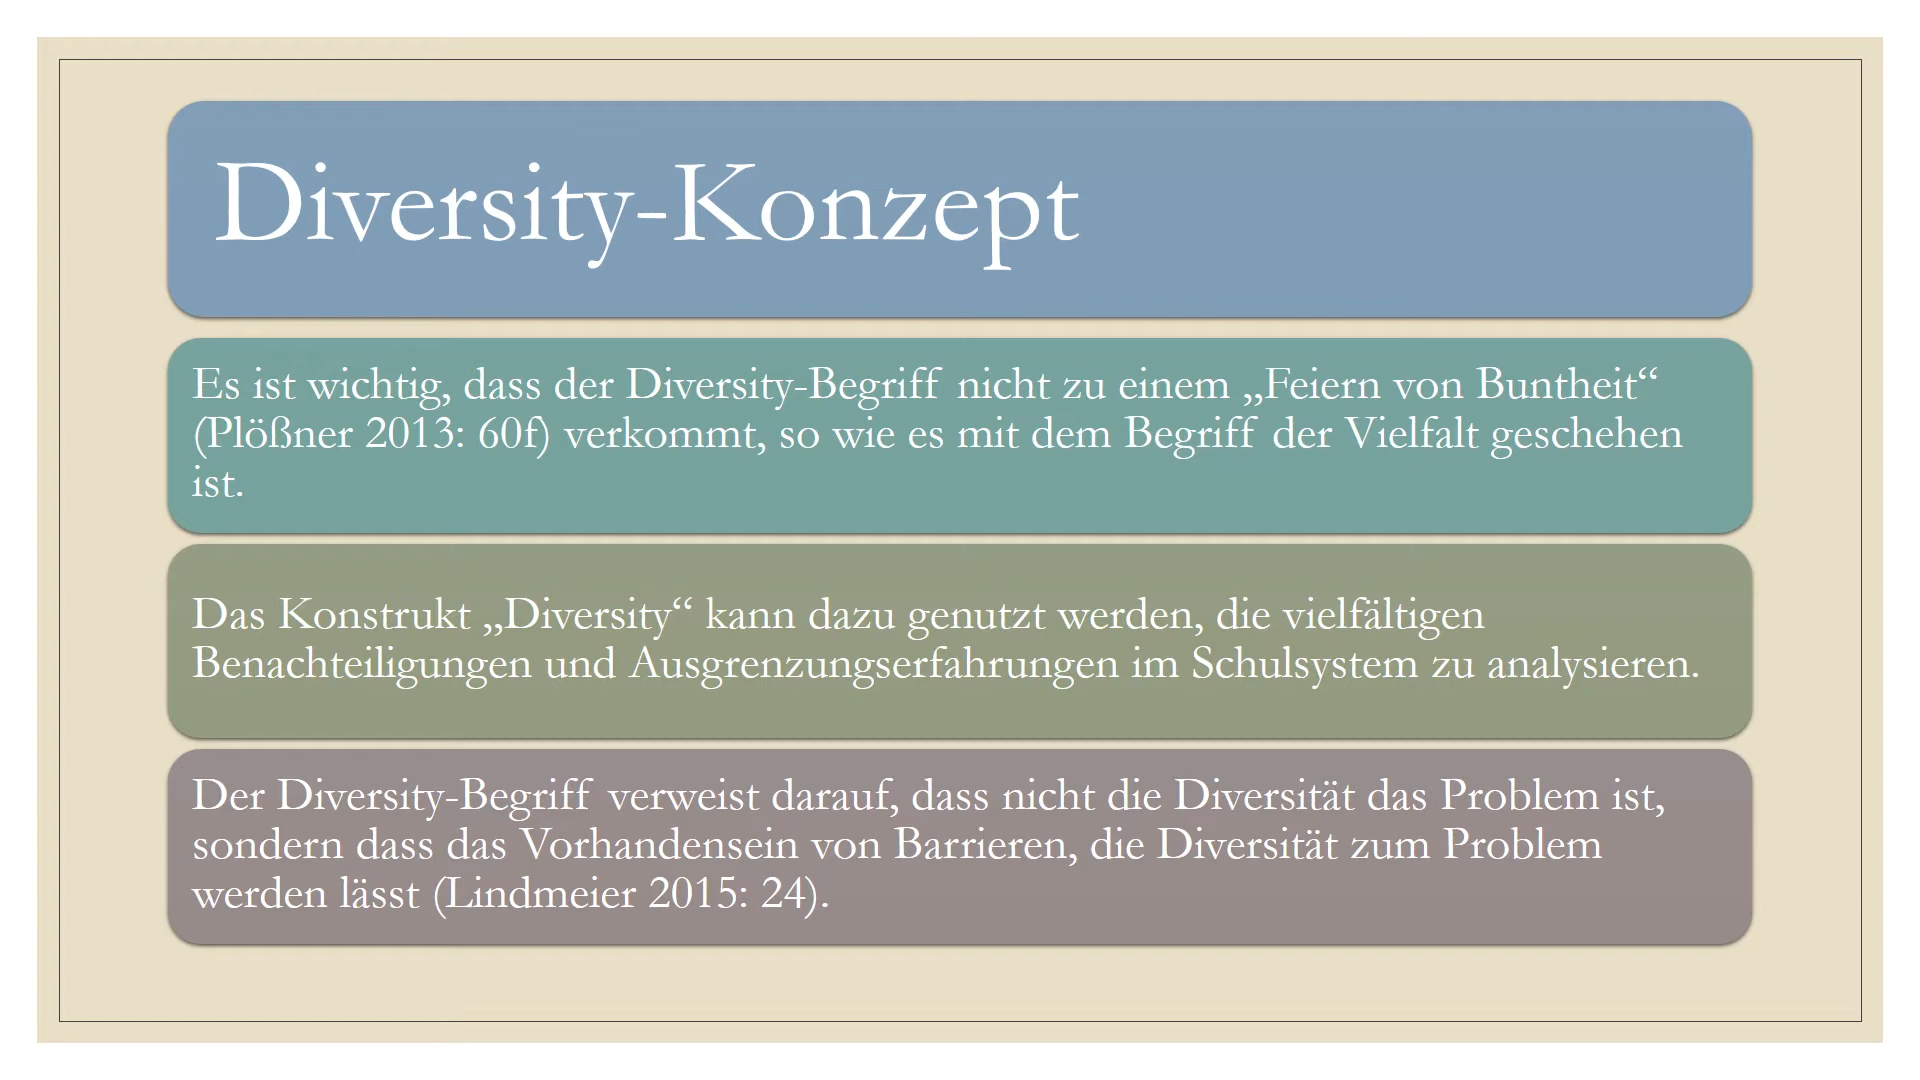 Diversity-Konzept
Es ist wichtig, dass der Diversity-Begriff nicht zu einem „Feiern von Buntheit“
(Plößner 2013: 60f) verkommt, so wie es mit dem Begriff der Vielfalt geschehen
ist.
Das Konstrukt „Diversity“ kann dazu genutzt werden, die vielfältigen
Benachteiligungen und Ausgrenzungserfahrungen im Schulsystem zu analysieren.
Der Diversity-Begriff verweist darauf, dass nicht die Diversität das Problem ist,
sondern dass das Vorhandensein von Barrieren, die Diversität zum Problem
werden lässt (Lindmeier 2015: 24).